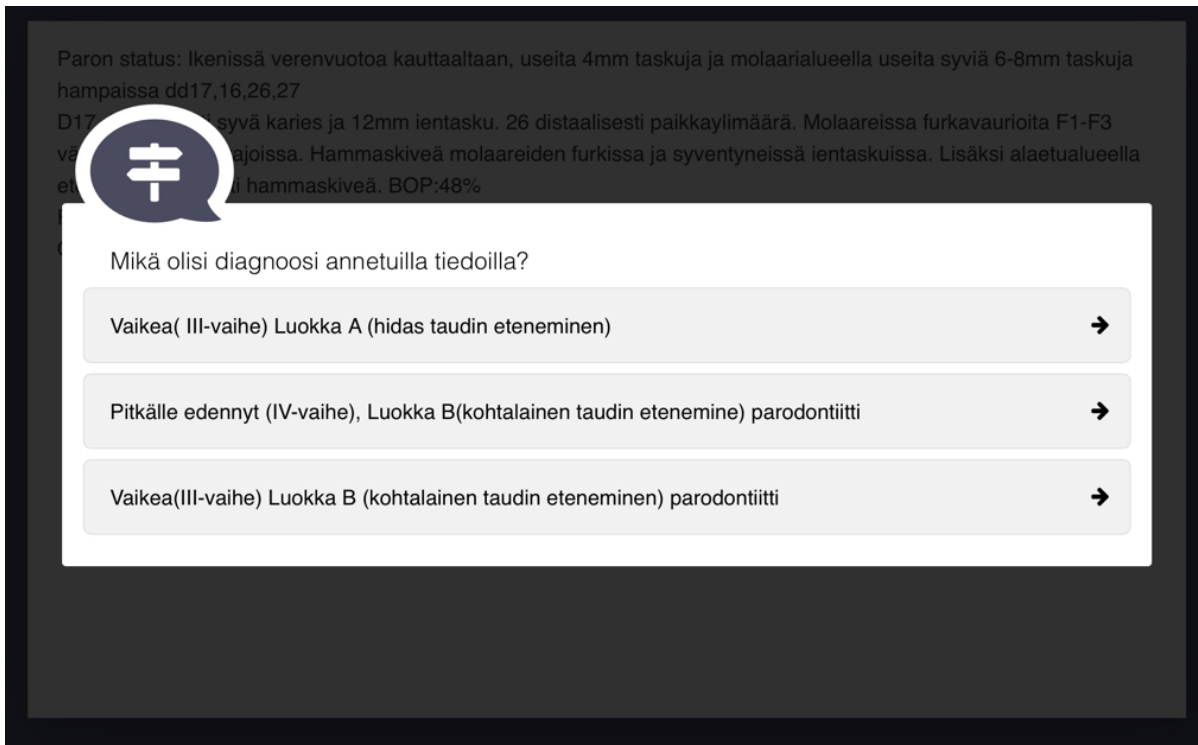 Paron status: Ikenissä verenvuotoa kauttaaltaan, useita 4mm taskuja ja molaarialueella useita syviä 6-8mm taskuja
hampaissa dd17,16,26,27
D17 syvä karies ja 12mm ientasku. 26 distaalisesti paikkaylimäärä. Molaareissa furkavaurioita F1-F3
Hammaskiveä molaareiden furkissa ja syventyneissä ientaskuissa. Lisäksi alaetualueella
hammaskiveä. BOP:48%
Mikä olisi diagnoosi annetuilla tiedoilla?
Vaikea( III-vaihe) Luokka A (hidas taudin eteneminen)
Pitkälle edennyt (IV-vaihe), Luokka B(kohtalainen taudin etenemine) parodontiitti
Vaikea(III-vaihe) Luokka B (kohtalainen taudin eteneminen) parodontiitti